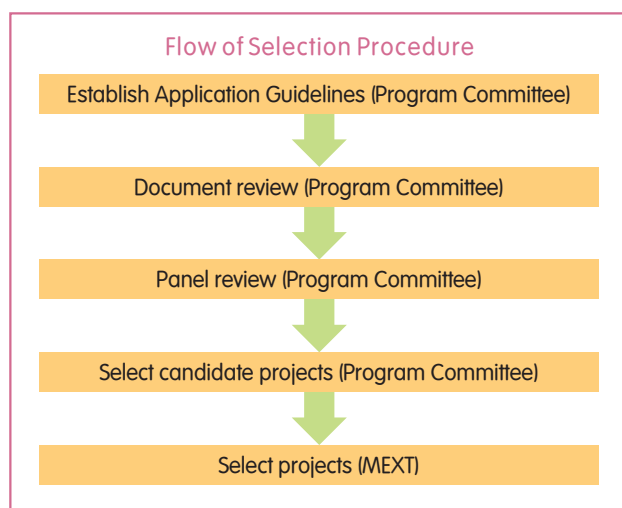 Flow of Selection Procedure
Establish Application Guidelines (Program Committee)
Document review (Program Committee)
Panel review (Program Committee)
Select candidate projects (Program Committee)
Select projects (MEXT)